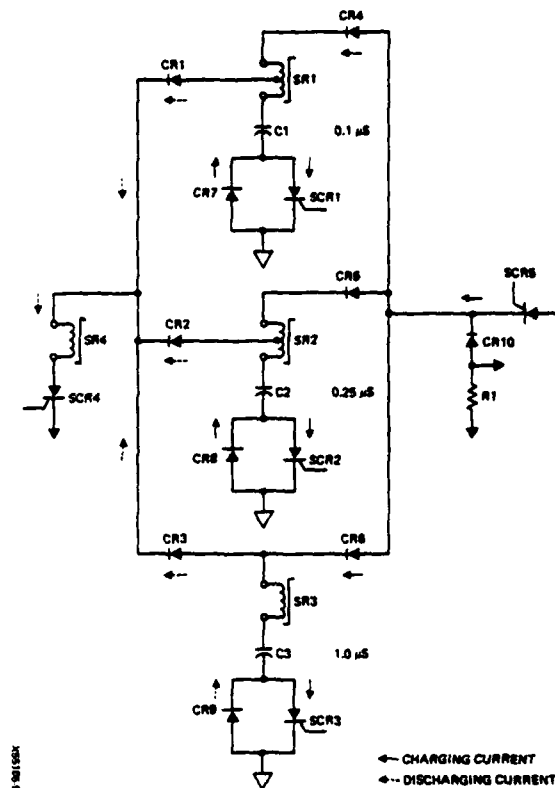 CR4
CR1
SR1
C1
0.1 µS
CR7
SCR1
CR5
SCR5
CR2
SR2
SR4
CR10
C2
0.25 µS
R1
SCR4
CR8
SCR2
CR3
CR6
SR3
C3
1.0 µS
CR9
SCR3
CHARGING CURRENT
DISCHARGING CURRENT